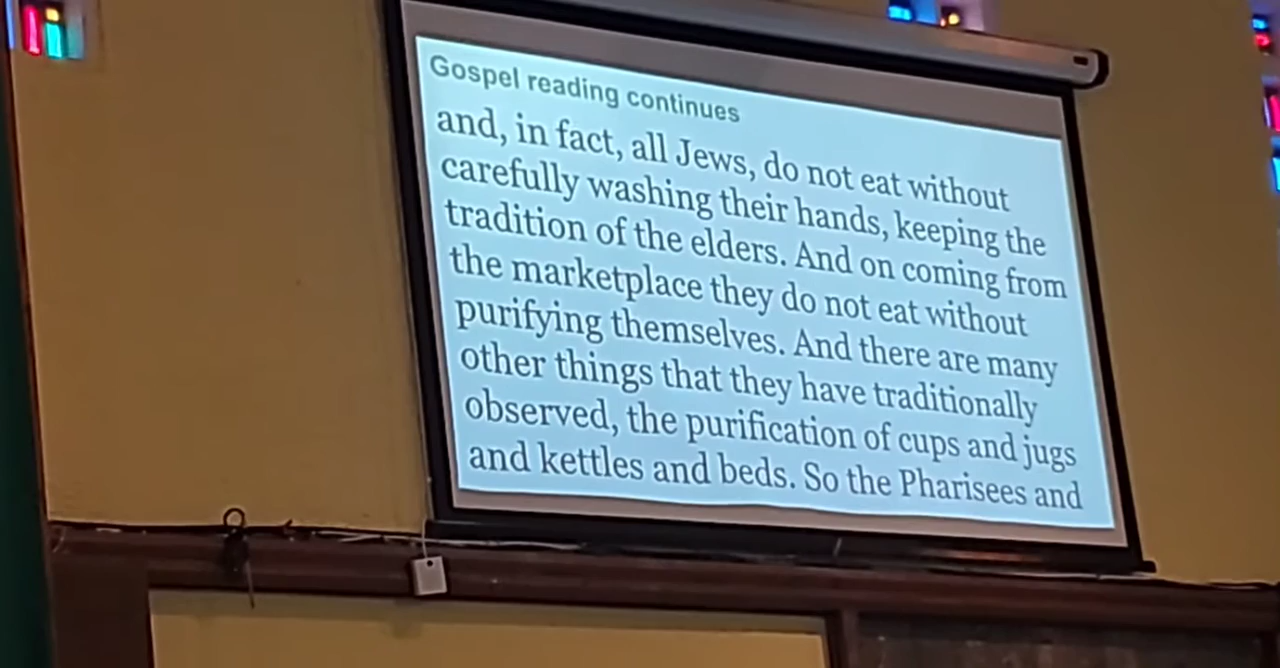 Gospel reading continues
and, in fact, all Jews, do not eat without
carefully washing their hands, keeping the
tradition of the elders. And on coming from
the marketplace they do not eat without
purifying themselves. And there are many
other things that they have traditionally
observed, the purification of cups and jugs
and kettles and beds. So the Pharisees and